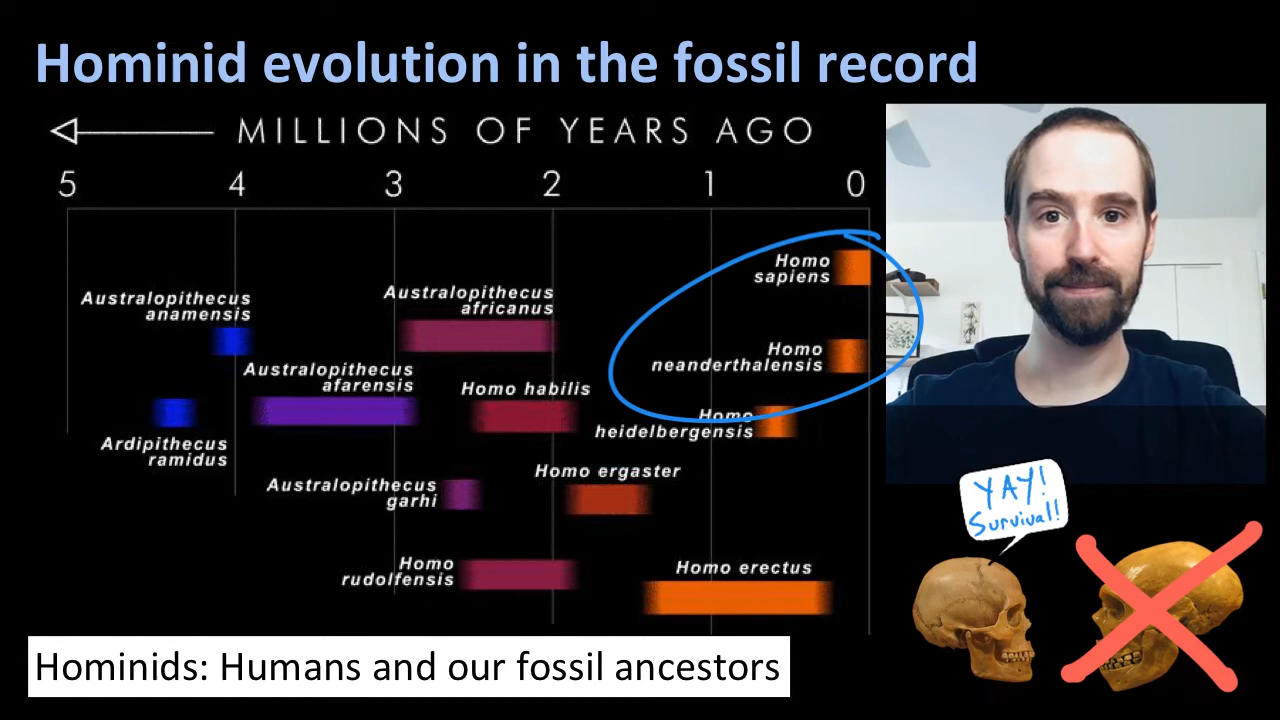 Hominid evolution in the fossil record
MILLIONS OF YEARS AGO
5 4 3 2 1 0
Homo
sapiens
Australopithecus
anamensis
Australopithecus
africanus
Homo
neanderthalensis
Australopithecus
afarensis
Homo habilis
Homo
heidelbergensis
Ardipithecus
ramidus
Homo ergaster
Australopithecus
garhi
Homo
rudolfensis
Homo erectus
YAY!
Survival!
Hominids: Humans and our fossil ancestors